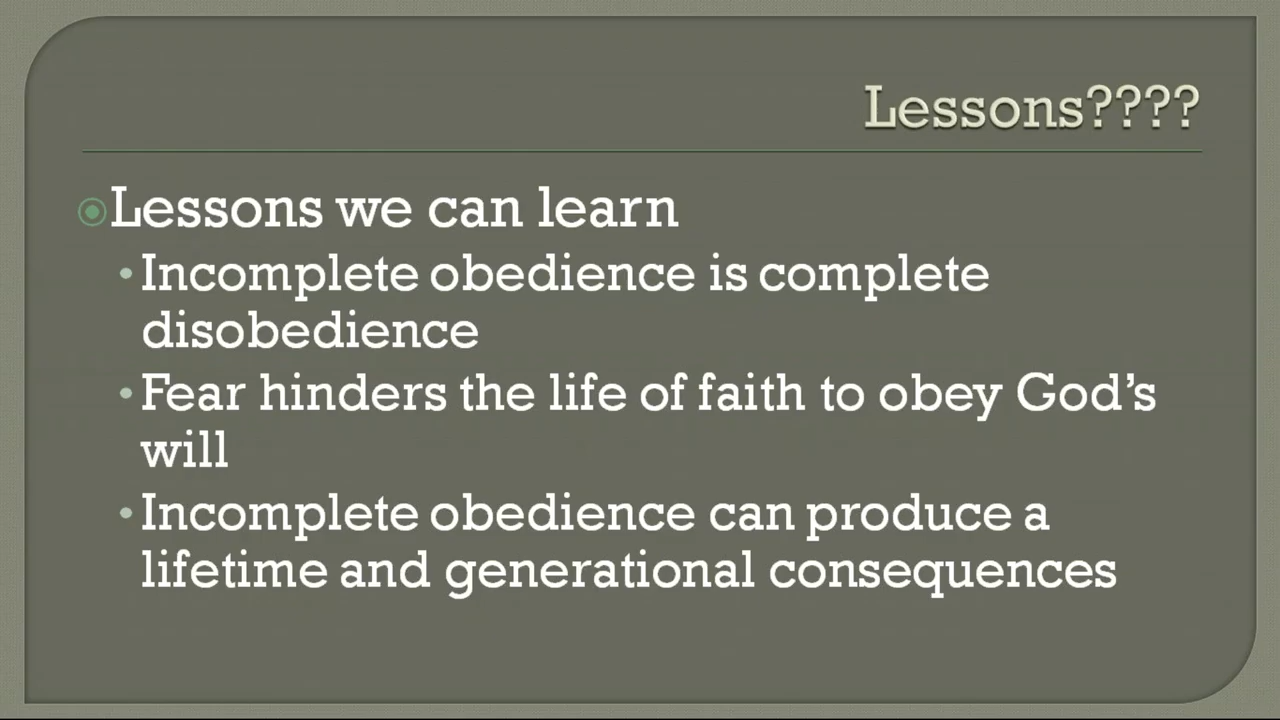 Lessons????
Lessons we can learn
• Incomplete obedience is complete
disobedience
• Fear hinders the life of faith to obey God’s
will
• Incomplete obedience can produce a
lifetime and generational consequences